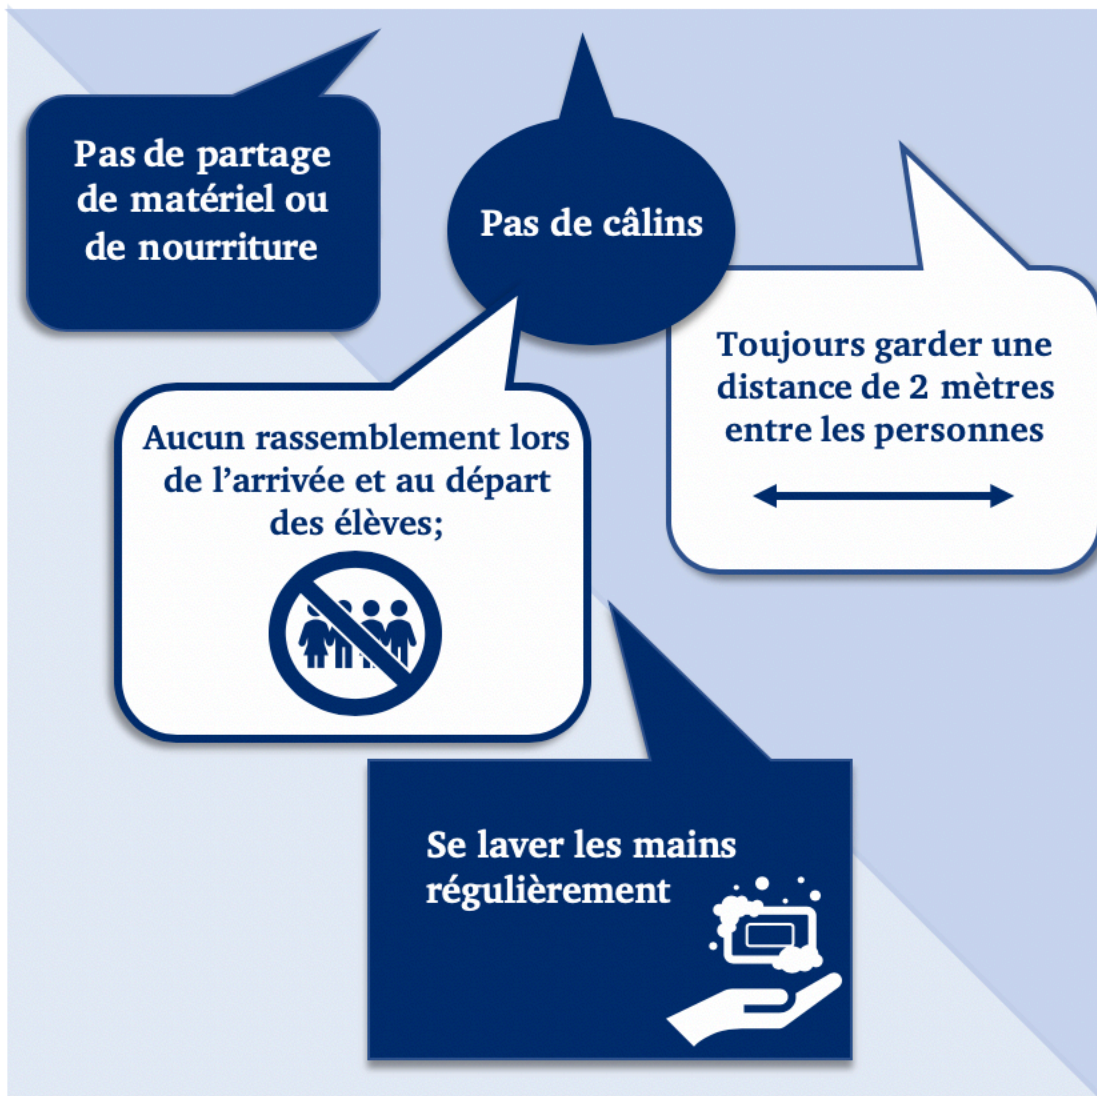 Pas de partage
de matériel ou
de nourriture
Pas de câlins
Toujours garder une
distance de 2 mètres
entre les personnes
Aucun rassemblement lors
de l’arrivée et au départ
des élèves;
Se laver les mains
régulièrement